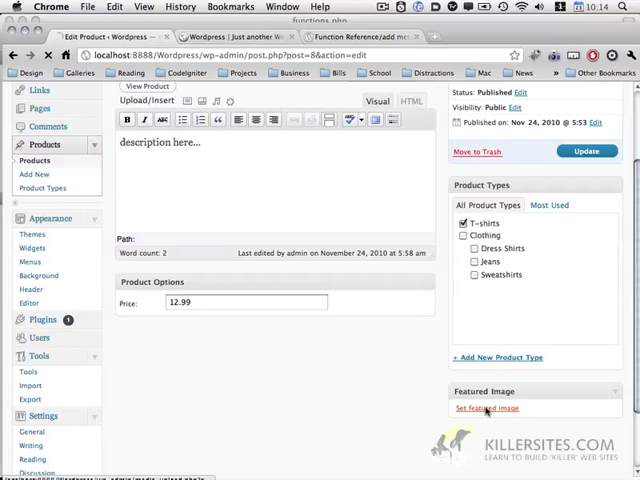 Chrome File Edit View History Bookmarks Window Help 10:14
functions.php
Edit Product ‹ Wordpress — Wordpress | Just another W Function Reference/add me
localhost:8888/Wordpress/wp-admin/post.php?post=8&action=edit
Design Galleries Reading CodeIgniter Projects Business School Distractions Mac News Other Bookmarks
Links
Pages
Comments
Products
Products
Add New
Product Types
Appearance
Themes
Widgets
Menus
Background
Header
Editor
Plugins 1
Users
Tools
Tools
Import
Export
Settings
General
Writing
Reading
Discussion
View Product
Upload/Insert Visual HTML
B I ABC
description here...
Path:
Word count: 2 Last edited by admin on November 24, 2010 at 5:58 am
Product Options
Price: 12.99
Status: Published Edit
Visibility: Public Edit
Published on: Nov 24, 2010 @ 5:53 Edit
Move to Trash Update
Product Types
All Product Types Most Used
T-shirts
Clothing
Dress Shirts
Jeans
Sweatshirts
+ Add New Product Type
Featured Image
Set featured image
KILLERSITES.COM
LEARN TO BUILD 'KILLER' WEB SITES